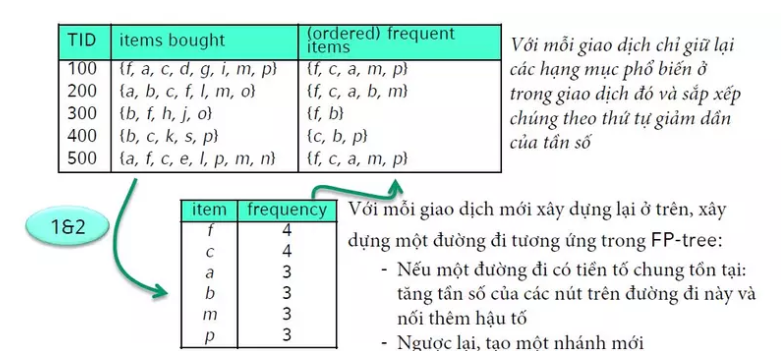 TID items bought (ordered) frequent items
100 {f, a, c, d, g, i, m, p} {f, c, a, m, p}
200 {a, b, c, f, l, m, o} {f, c, a, b, m}
300 {b, f, h, j, o} {f, b}
400 {b, c, k, s, p} {c, b, p}
500 {a, f, c, e, l, p, m, n} {f, c, a, m, p}
Với mỗi giao dịch chỉ giữ lại
các hạng mục phổ biến ở
trong giao dịch đó và sắp xếp
chúng theo thứ tự giảm dần
của tần số
1&2
item frequency
f 4
c 4
a 3
b 3
m 3
p 3
Với mỗi giao dịch mới xây dựng lại ở trên, xây
dựng một đường đi tương ứng trong FP-tree:
- Nếu một đường đi có tiền tố chung tồn tại:
tăng tần số của các nút trên đường đi này và
nối thêm hậu tố
- Ngược lại, tạo một nhánh mới